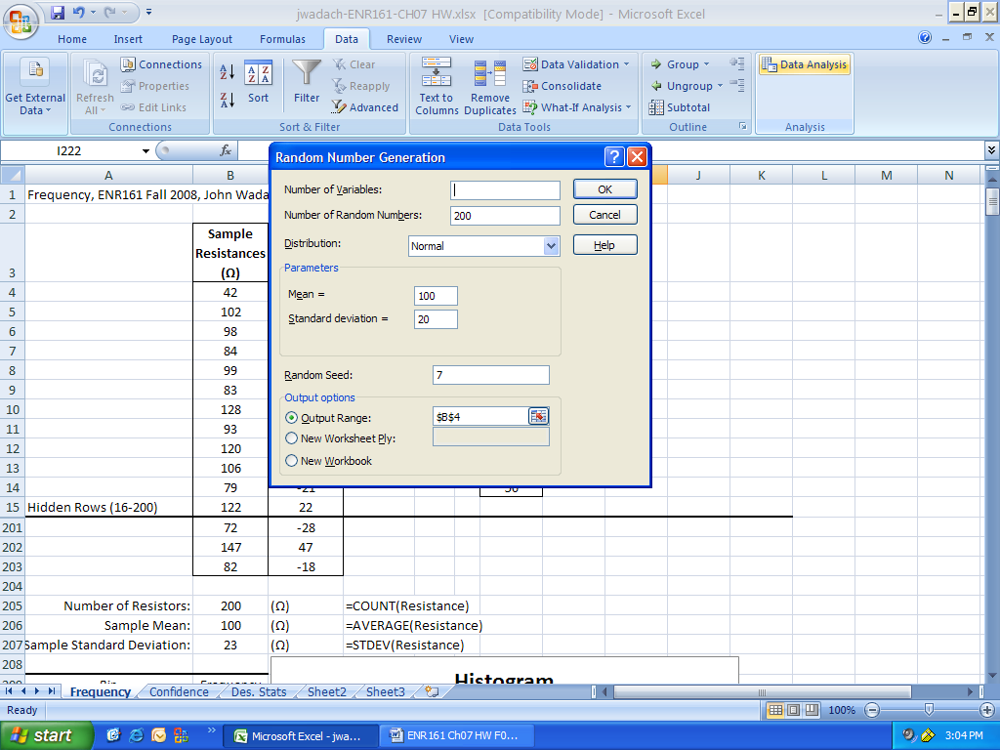 jwadach-ENR161-CH07 HW.xlsx [Compatibility Mode] - Microsoft Excel
Home Insert Page Layout Formulas Data Review View
Get External Data
Refresh All
Connections
Properties
Edit Links
Connections
Sort
Filter
Clear
Reapply
Advanced
Sort & Filter
Text to Columns
Remove Duplicates
Data Validation
Consolidate
What-If Analysis
Data Tools
Group
Ungroup
Subtotal
Outline
Data Analysis
Analysis
I222 fx
A B J K L M N
1 Frequency, ENR161 Fall 2008, John Wada
2
3 Sample Resistances (Ω)
4 42
5 102
6 98
7 84
8 99
9 83
10 128
11 93
12 120
13 106
14 79 -21
15 Hidden Rows (16-200) 122 22
201 72 -28
202 147 47
203 82 -18
204
205 Number of Resistors: 200 (Ω) =COUNT(Resistance)
206 Sample Mean: 100 (Ω) =AVERAGE(Resistance)
207 Sample Standard Deviation: 23 (Ω) =STDEV(Resistance)
208
Histogram
Random Number Generation
Number of Variables:
Number of Random Numbers: 200
Distribution: Normal
Parameters
Mean = 100
Standard deviation = 20
Random Seed: 7
Output options
Output Range: $B$4
New Worksheet Ply:
New Workbook
OK
Cancel
Help
Frequency Confidence Des. Stats Sheet2 Sheet3
Ready 100%
start Microsoft Excel - jwa... ENR161 Ch07 HW F0... 3:04 PM